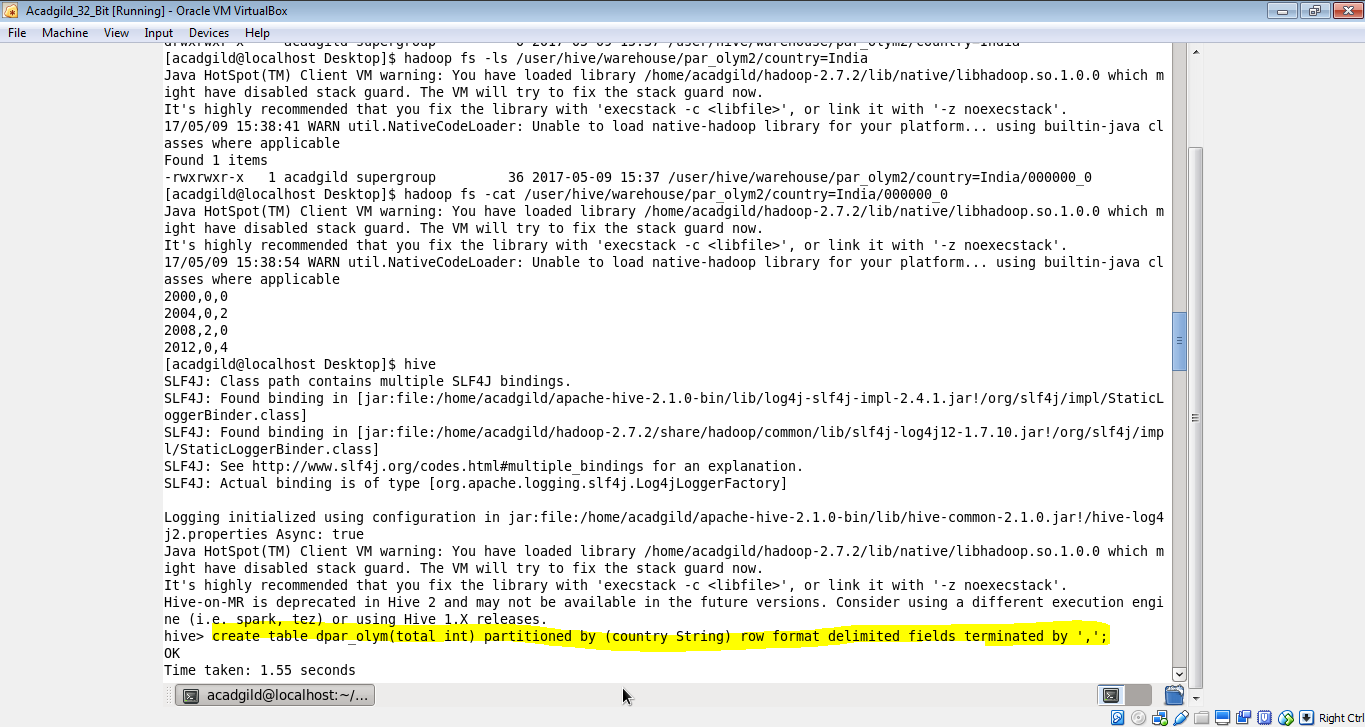 Acadgild_32_Bit [Running] - Oracle VM VirtualBox
File Machine View Input Devices Help
drwxrwxr-x - acadgild supergroup 0 2017-05-09 15:37 /user/hive/warehouse/par_olym2/country=India
[acadgild@localhost Desktop]$ hadoop fs -ls /user/hive/warehouse/par_olym2/country=India
Java HotSpot(TM) Client VM warning: You have loaded library /home/acadgild/hadoop-2.7.2/lib/native/libhadoop.so.1.0.0 which m
ight have disabled stack guard. The VM will try to fix the stack guard now.
It's highly recommended that you fix the library with 'execstack -c <libfile>', or link it with '-z noexecstack'.
17/05/09 15:38:41 WARN util.NativeCodeLoader: Unable to load native-hadoop library for your platform... using builtin-java cl
asses where applicable
Found 1 items
-rwxrwxr-x 1 acadgild supergroup 36 2017-05-09 15:37 /user/hive/warehouse/par_olym2/country=India/000000_0
[acadgild@localhost Desktop]$ hadoop fs -cat /user/hive/warehouse/par_olym2/country=India/000000_0
Java HotSpot(TM) Client VM warning: You have loaded library /home/acadgild/hadoop-2.7.2/lib/native/libhadoop.so.1.0.0 which m
ight have disabled stack guard. The VM will try to fix the stack guard now.
It's highly recommended that you fix the library with 'execstack -c <libfile>', or link it with '-z noexecstack'.
17/05/09 15:38:54 WARN util.NativeCodeLoader: Unable to load native-hadoop library for your platform... using builtin-java cl
asses where applicable
2000,0,0
2004,0,2
2008,2,0
2012,0,4
[acadgild@localhost Desktop]$ hive
SLF4J: Class path contains multiple SLF4J bindings.
SLF4J: Found binding in [jar:file:/home/acadgild/apache-hive-2.1.0-bin/lib/log4j-slf4j-impl-2.4.1.jar!/org/slf4j/impl/StaticL
oggerBinder.class]
SLF4J: Found binding in [jar:file:/home/acadgild/hadoop-2.7.2/share/hadoop/common/lib/slf4j-log4j12-1.7.10.jar!/org/slf4j/imp
l/StaticLoggerBinder.class]
SLF4J: See http://www.slf4j.org/codes.html#multiple_bindings for an explanation.
SLF4J: Actual binding is of type [org.apache.logging.slf4j.Log4jLoggerFactory]
Logging initialized using configuration in jar:file:/home/acadgild/apache-hive-2.1.0-bin/lib/hive-common-2.1.0.jar!/hive-log4
j2.properties Async: true
Java HotSpot(TM) Client VM warning: You have loaded library /home/acadgild/hadoop-2.7.2/lib/native/libhadoop.so.1.0.0 which m
ight have disabled stack guard. The VM will try to fix the stack guard now.
It's highly recommended that you fix the library with 'execstack -c <libfile>', or link it with '-z noexecstack'.
Hive-on-MR is deprecated in Hive 2 and may not be available in the future versions. Consider using a different execution engi
ne (i.e. spark, tez) or using Hive 1.X releases.
hive> create table dpar_olym(total int) partitioned by (country String) row format delimited fields terminated by ',';
OK
Time taken: 1.55 seconds
acadgild@localhost:~/...
Right Ctrl